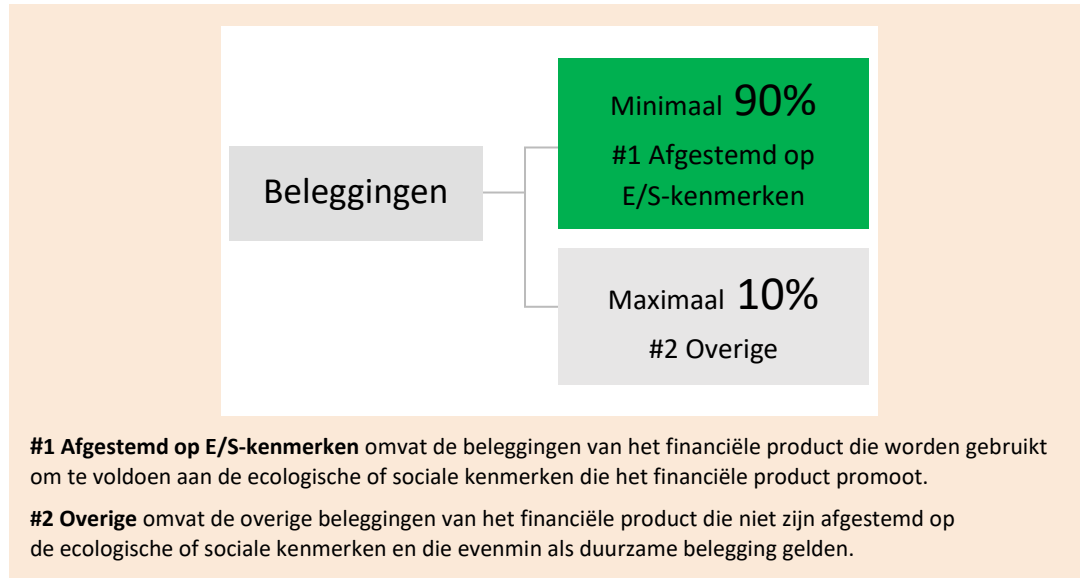 Beleggingen
Minimaal 90%
#1 Afgestemd op
E/S-kenmerken
Maximaal 10%
#2 Overige
#1 Afgestemd op E/S-kenmerken omvat de beleggingen van het financiële product die worden gebruikt
om te voldoen aan de ecologische of sociale kenmerken die het financiële product promoot.
#2 Overige omvat de overige beleggingen van het financiële product die niet zijn afgestemd op
de ecologische of sociale kenmerken en die evenmin als duurzame belegging gelden.